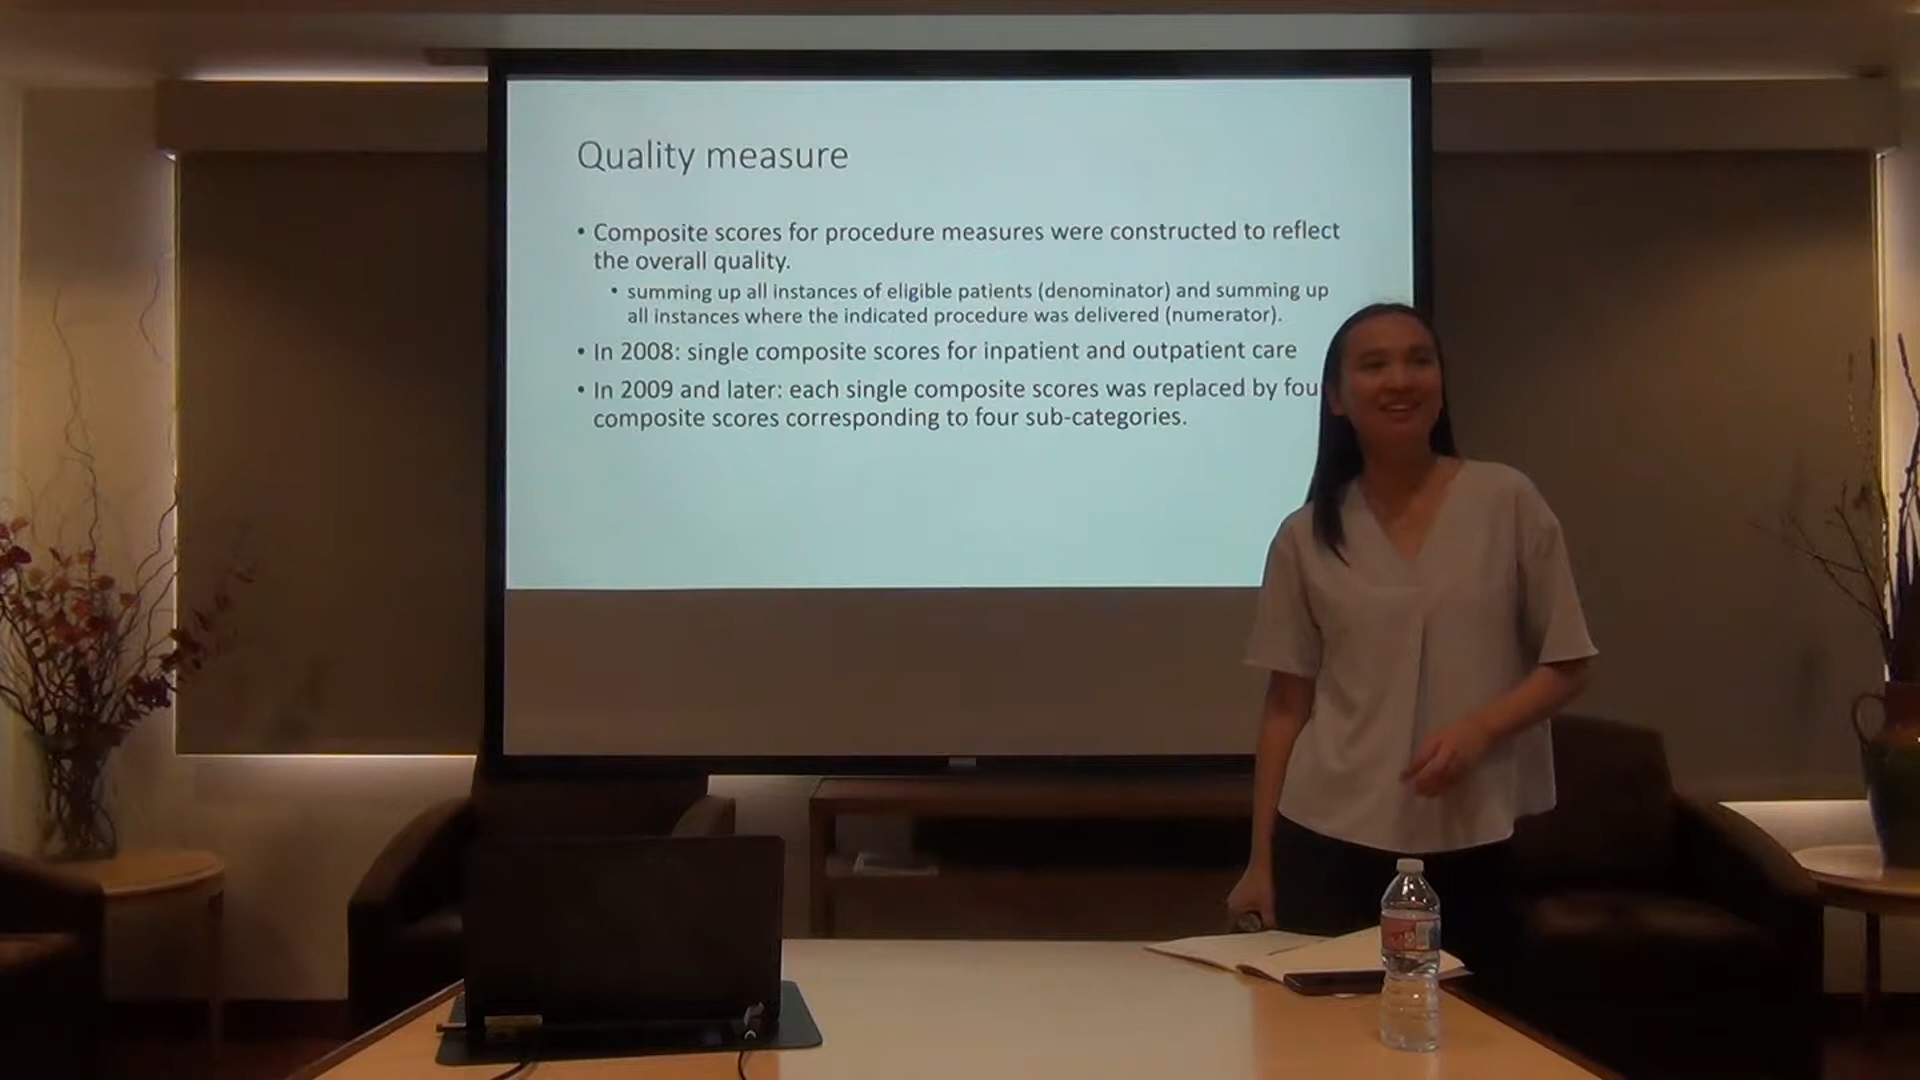 Quality measure
• Composite scores for procedure measures were constructed to reflect
the overall quality.
• summing up all instances of eligible patients (denominator) and summing up
all instances where the indicated procedure was delivered (numerator).
• In 2008: single composite scores for inpatient and outpatient care
• In 2009 and later: each single composite scores was replaced by fou
composite scores corresponding to four sub-categories.